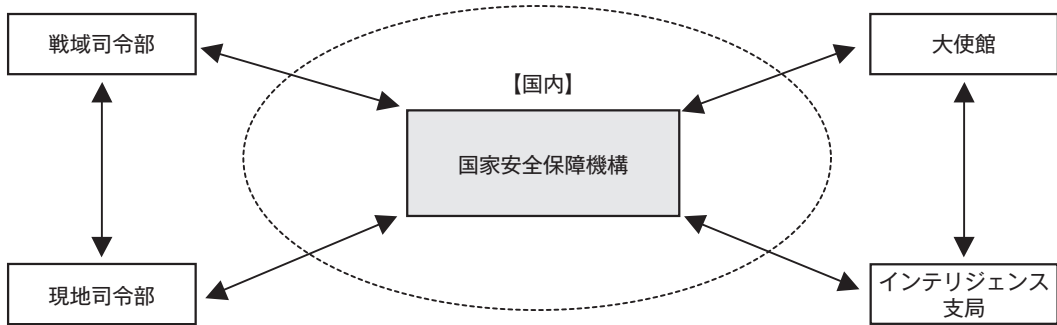 戦域司令部
大使館
【国内】
国家安全保障機構
現地司令部
インテリジェンス
支局